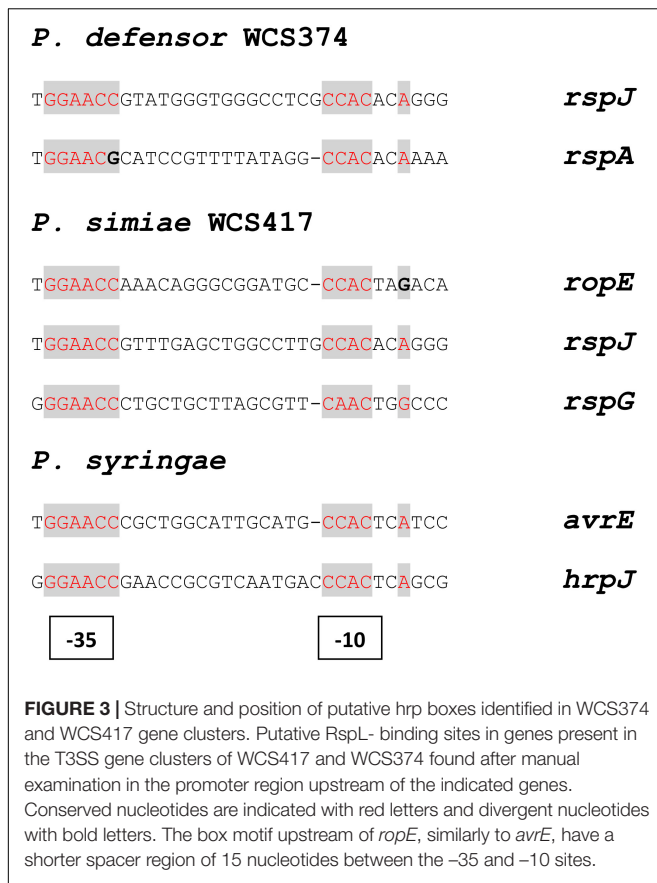 P. defensor WCS374
TGGAACCGTATGGGTGGGCCTCGCCACACAGGG rspJ
TGGAACGCATCCGTTTTATAGG-CCACACAAAA rspA
P. simiae WCS417
TGGAACCAAACAGGGCGGATGC-CCACTAGACA ropE
TGGAACCGTTTGAGCTGGCCTTGCCACACAGGG rspJ
GGGAACCCTGCTGCTTAGCGTT-CAACTGGCCC rspG
P. syringae
TGGAACCCGCTGGCATTGCATG-CCACTCATCC avrE
GGGAACCGAACCGCGTCAATGACCCACTCAGCG hrpJ
-35 -10
FIGURE 3 | Structure and position of putative hrp boxes identified in WCS374
and WCS417 gene clusters. Putative RspL- binding sites in genes present in
the T3SS gene clusters of WCS417 and WCS374 found after manual
examination in the promoter region upstream of the indicated genes.
Conserved nucleotides are indicated with red letters and divergent nucleotides
with bold letters. The box motif upstream of ropE, similarly to avrE, have a
shorter spacer region of 15 nucleotides between the –35 and –10 sites.